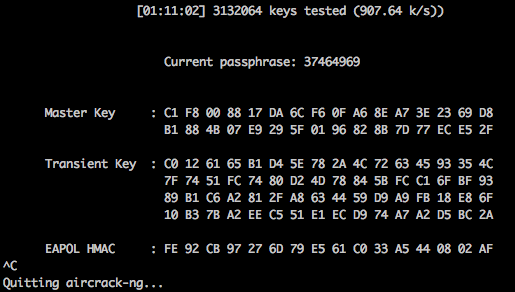 [01:11:02] 3132064 keys tested (907.64 k/s))
Current passphrase: 37464969
Master Key : C1 F8 00 88 17 DA 6C F6 0F A6 8E A7 3E 23 69 D8
B1 88 4B 07 E9 29 5F 01 96 82 8B 7D 77 EC E5 2F
Transient Key : C0 12 61 65 B1 D4 5E 78 2A 4C 72 63 45 93 35 4C
7F 74 51 FC 74 80 D2 4D 78 84 5B FC C1 6F BF 93
89 B1 C6 A2 81 2F A8 63 44 59 D9 A9 FB 18 E8 6F
10 B3 7B A2 EE C5 51 E1 EC D9 74 A7 A2 D5 BC 2A
EAPOL HMAC : FE 92 CB 97 27 6D 79 E5 61 C0 33 A5 44 08 02 AF
^C
Quitting aircrack-ng...